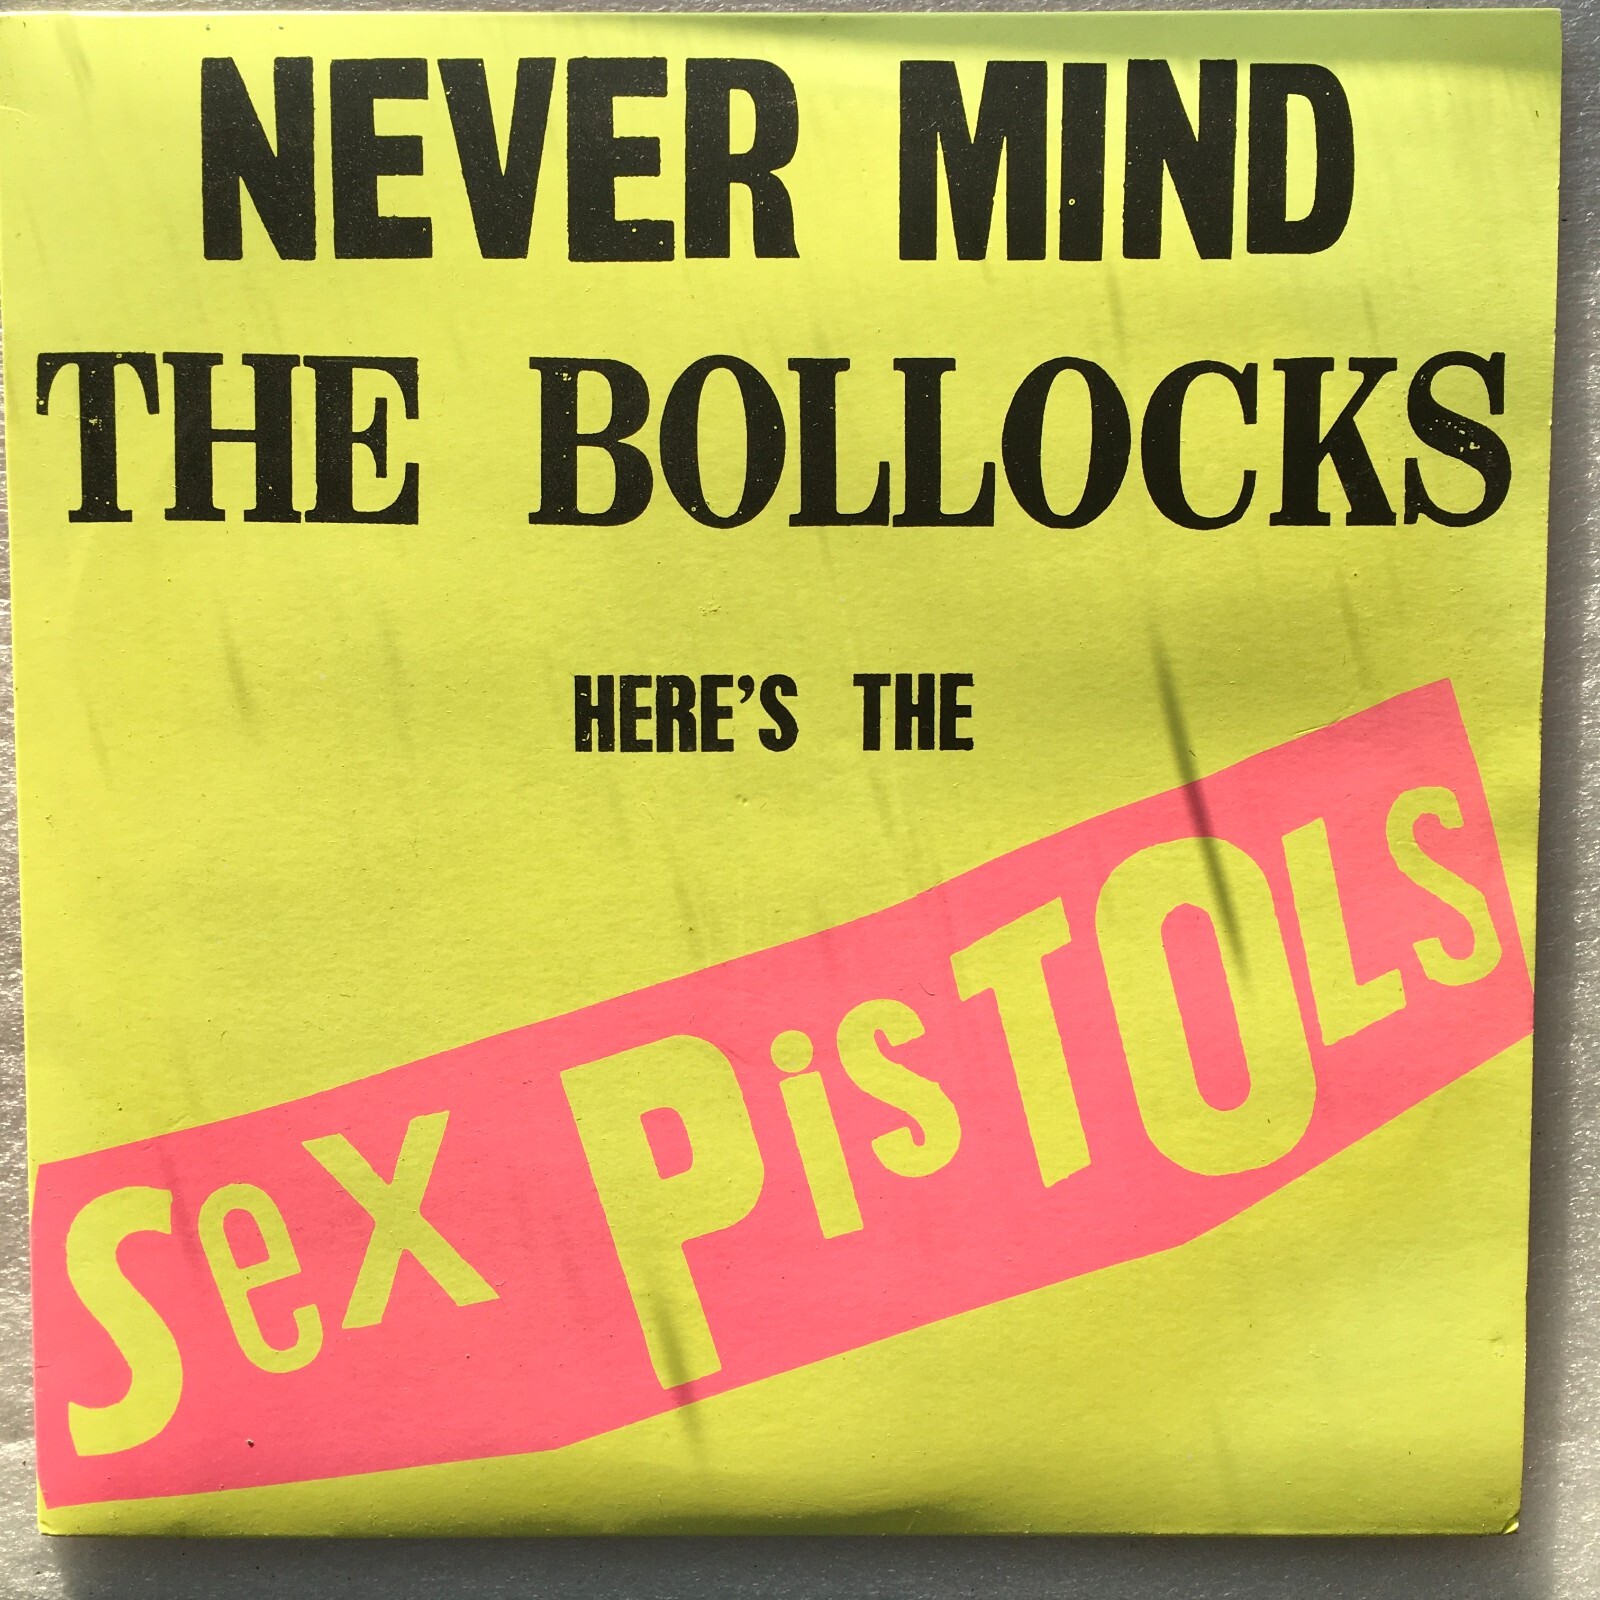 NEVER MIND
THE BOLLOCKS
HERE'S THE
SeX PiSTOLS